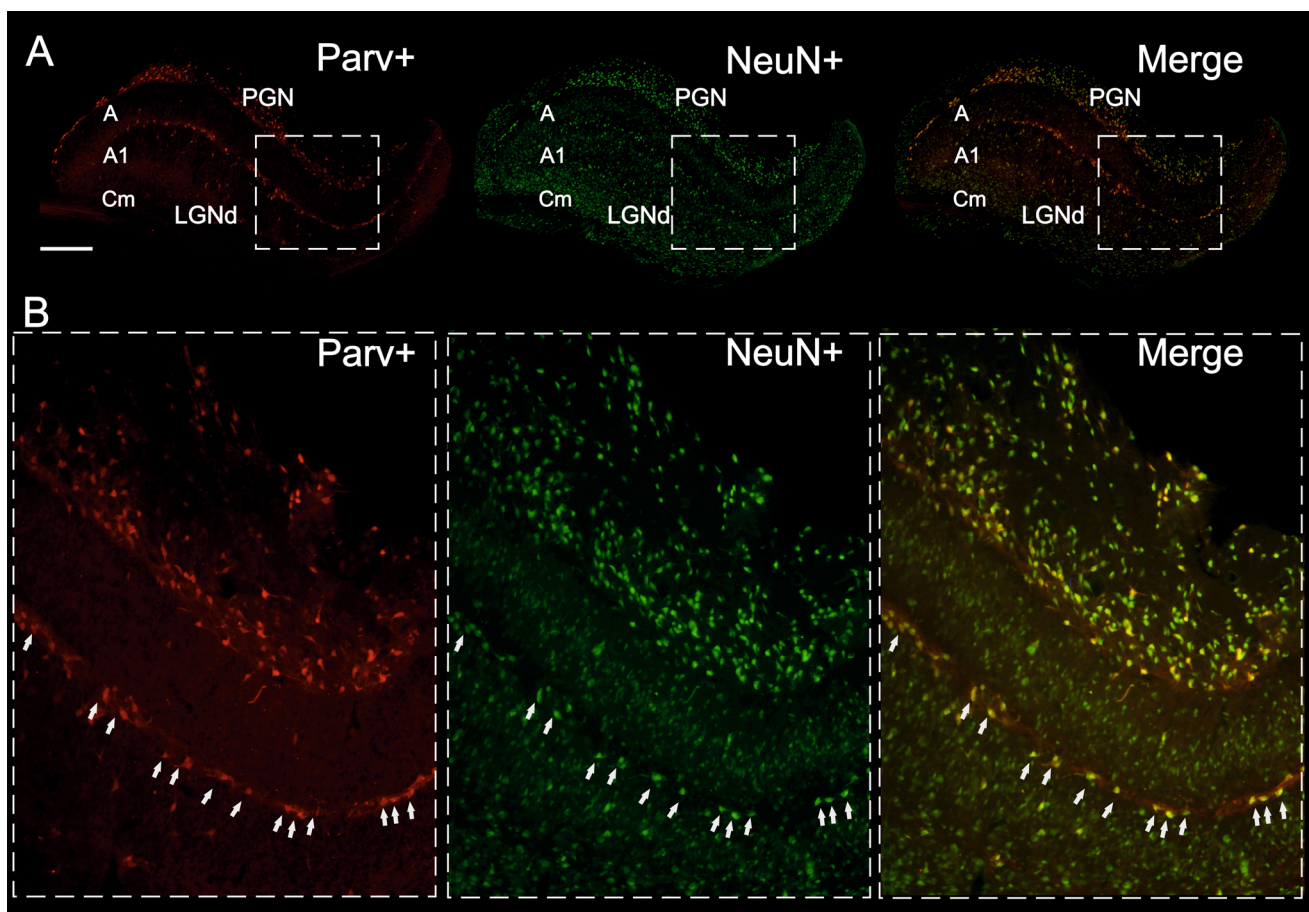 A
Parv+
NeuN+
Merge
PGN
PGN
PGN
A
A
A
A1
A1
A1
Cm
Cm
Cm
LGNd
LGNd
LGNd
B
Parv+
NeuN+
Merge